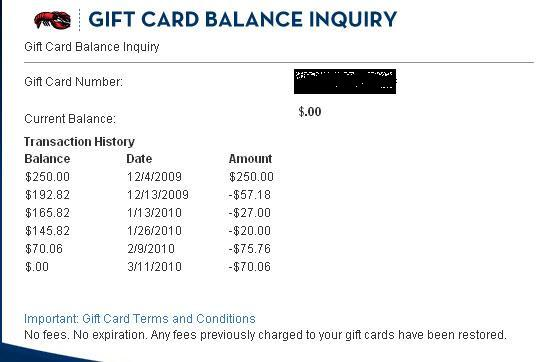 GIFT CARD BALANCE INQUIRY
Gift Card Balance Inquiry
Gift Card Number:
Current Balance: $.00
Transaction History
Balance Date Amount
$250.00 12/4/2009 $250.00
$192.82 12/13/2009 -$57.18
$165.82 1/13/2010 -$27.00
$145.82 1/26/2010 -$20.00
$70.06 2/9/2010 -$75.76
$.00 3/11/2010 -$70.06
Important: Gift Card Terms and Conditions
No fees. No expiration. Any fees previously charged to your gift cards have been restored.